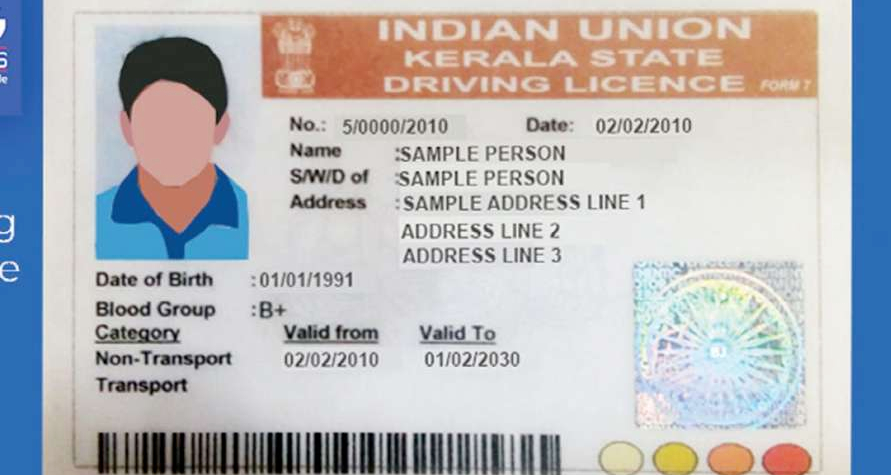 INDIAN UNION
KERALA STATE
DRIVING LICENCE FORM 7
No.: 5/0000/2010 Date: 02/02/2010
Name :SAMPLE PERSON
S/W/D of :SAMPLE PERSON
Address :SAMPLE ADDRESS LINE 1
ADDRESS LINE 2
ADDRESS LINE 3
Date of Birth :01/01/1991
Blood Group :B+
Category Valid from Valid To
Non-Transport 02/02/2010 01/02/2030
Transport
g
e